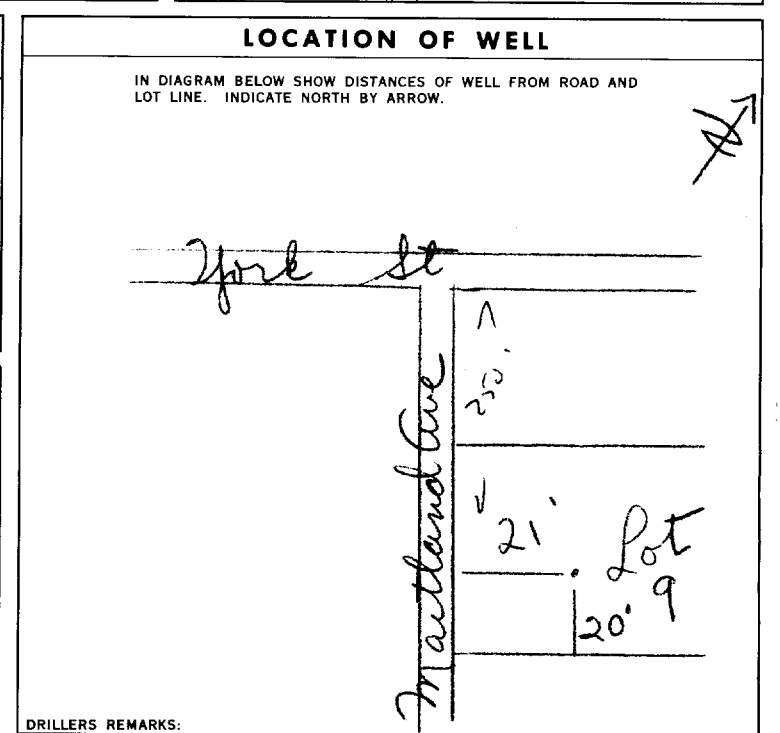 LOCATION OF WELL
IN DIAGRAM BELOW SHOW DISTANCES OF WELL FROM ROAD AND
LOT LINE. INDICATE NORTH BY ARROW.
N
York St
250'
Maitland Ave
21'
Lot
9
20'
DRILLERS REMARKS: